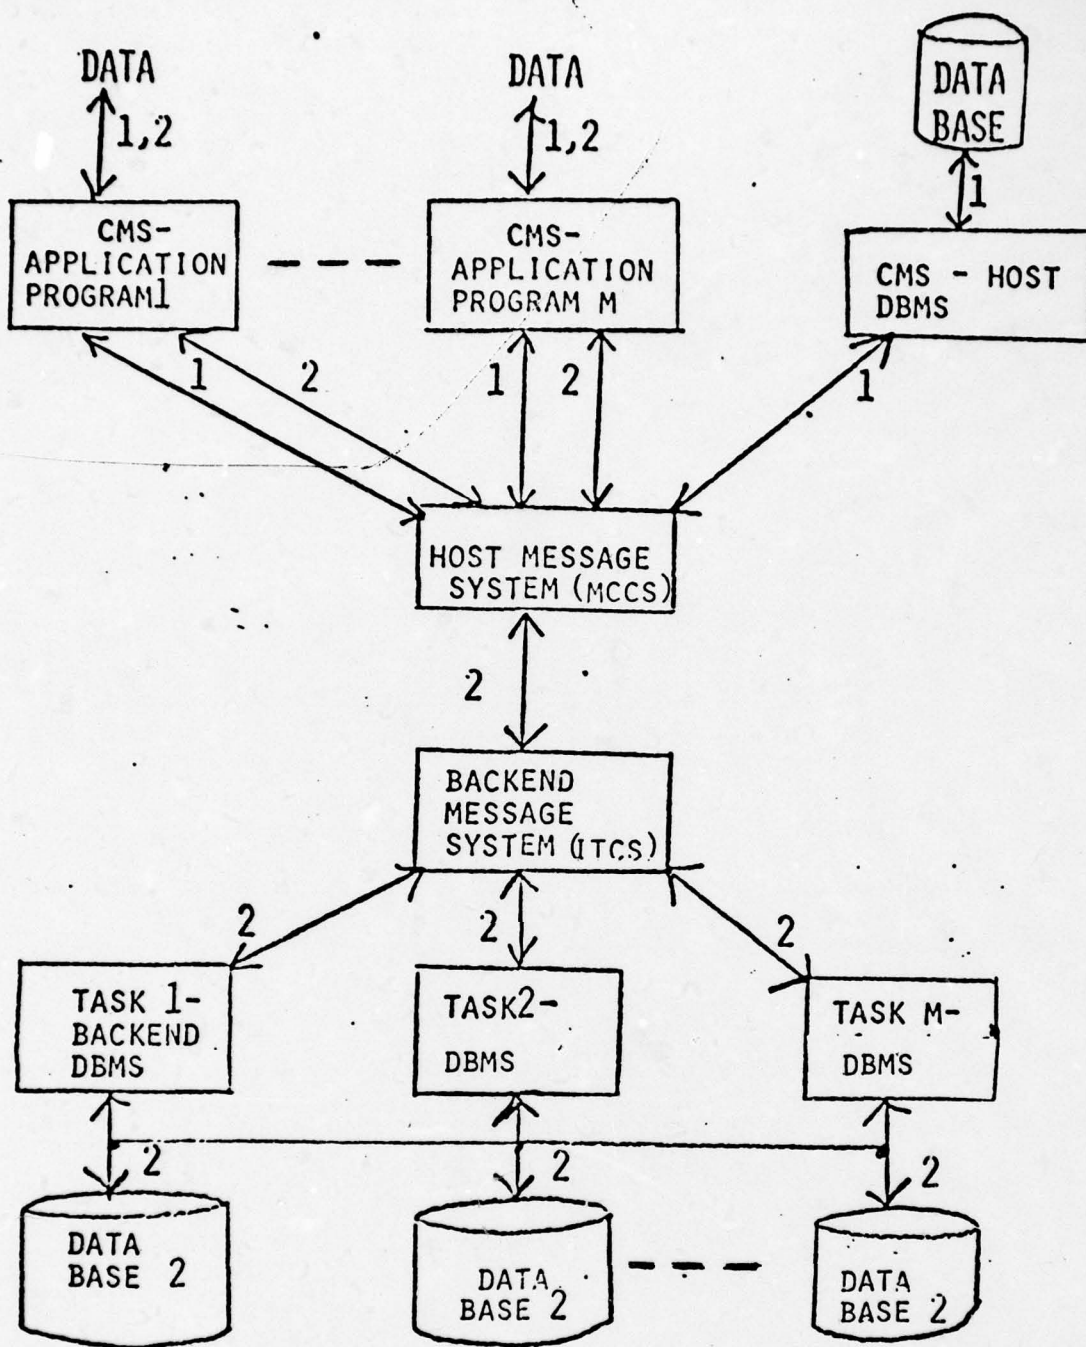 DATA
1,2
CMS-
APPLICATION
PROGRAM1
DATA
1,2
CMS-
APPLICATION
PROGRAM M
DATA
BASE
1
CMS - HOST
DBMS
1
2
1
2
1
HOST MESSAGE
SYSTEM (MCCS)
2
BACKEND
MESSAGE
SYSTEM (ITCS)
2
2
2
TASK 1-
BACKEND
DBMS
TASK2-
DBMS
TASK M-
DBMS
2
2
2
DATA
BASE 2
DATA
BASE 2
DATA
BASE 2